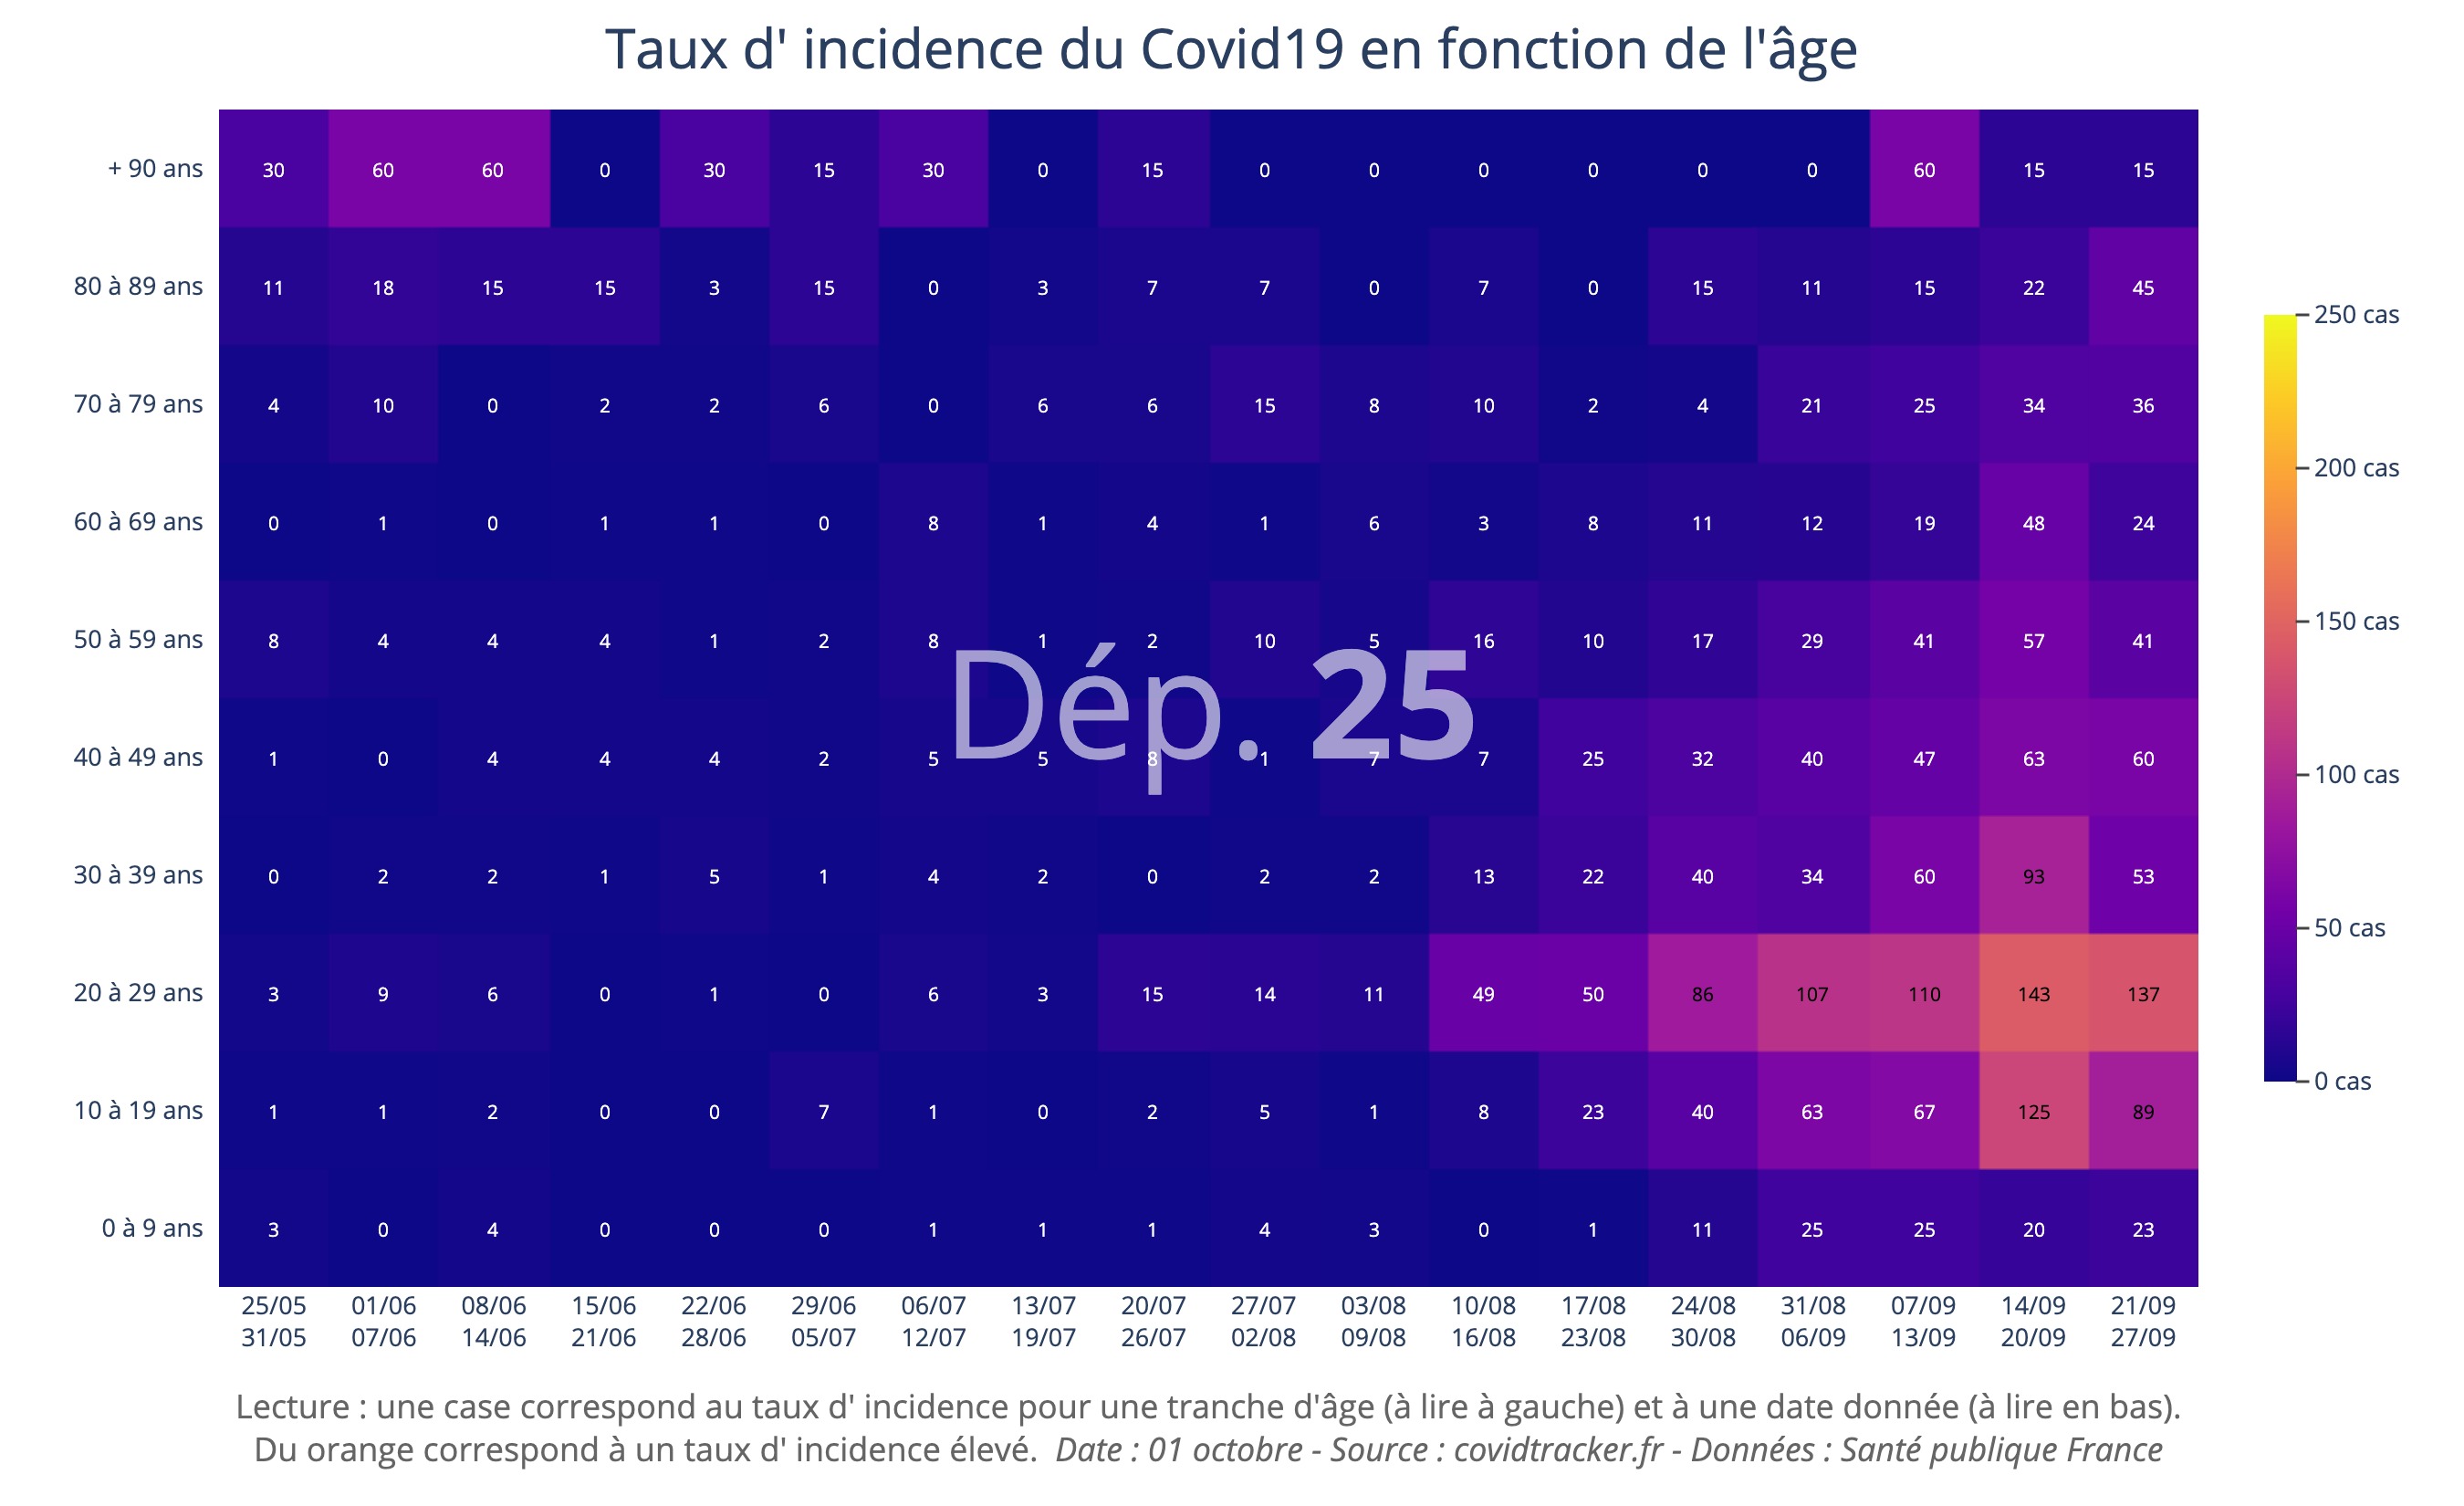 Taux d' incidence du Covid19 en fonction de l'âge
+ 90 ans 30 60 60 0 30 15 30 0 15 0 0 0 0 0 0 60 15 15
80 à 89 ans 11 18 15 15 3 15 0 3 7 7 0 7 0 15 11 15 22 45
70 à 79 ans 4 10 0 2 2 6 0 6 6 15 8 10 2 4 21 25 34 36
60 à 69 ans 0 1 0 1 1 0 8 1 4 1 6 3 8 11 12 19 48 24
50 à 59 ans 8 4 4 4 1 2 8 1 2 10 5 16 10 17 29 41 57 41
Dép. 25
40 à 49 ans 1 0 4 4 4 2 5 5 8 1 7 7 25 32 40 47 63 60
30 à 39 ans 0 2 2 1 5 1 4 2 0 2 2 13 22 40 34 60 93 53
20 à 29 ans 3 9 6 0 1 0 6 3 15 14 11 49 50 86 107 110 143 137
10 à 19 ans 1 1 2 0 0 7 1 0 2 5 1 8 23 40 63 67 125 89
0 à 9 ans 3 0 4 0 0 0 1 1 1 4 3 0 1 11 25 25 20 23
25/05 01/06 08/06 15/06 22/06 29/06 06/07 13/07 20/07 27/07 03/08 10/08 17/08 24/08 31/08 07/09 14/09 21/09
31/05 07/06 14/06 21/06 28/06 05/07 12/07 19/07 26/07 02/08 09/08 16/08 23/08 30/08 06/09 13/09 20/09 27/09
250 cas
200 cas
150 cas
100 cas
50 cas
0 cas
Lecture : une case correspond au taux d' incidence pour une tranche d'âge (à lire à gauche) et à une date donnée (à lire en bas).
Du orange correspond à un taux d' incidence élevé. Date : 01 octobre - Source : covidtracker.fr - Données : Santé publique France